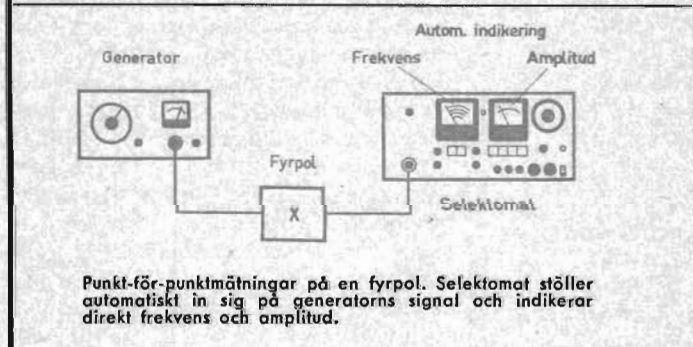 Autom. indikering
Generator
Frekvens Amplitud
Fyrpol
X
Selektomat
Punkt-för-punktmätningar på en fyrpol. Selektomat ställer
automatiskt in sig på generatorns signal och indikerar
direkt frekvens och amplitud.